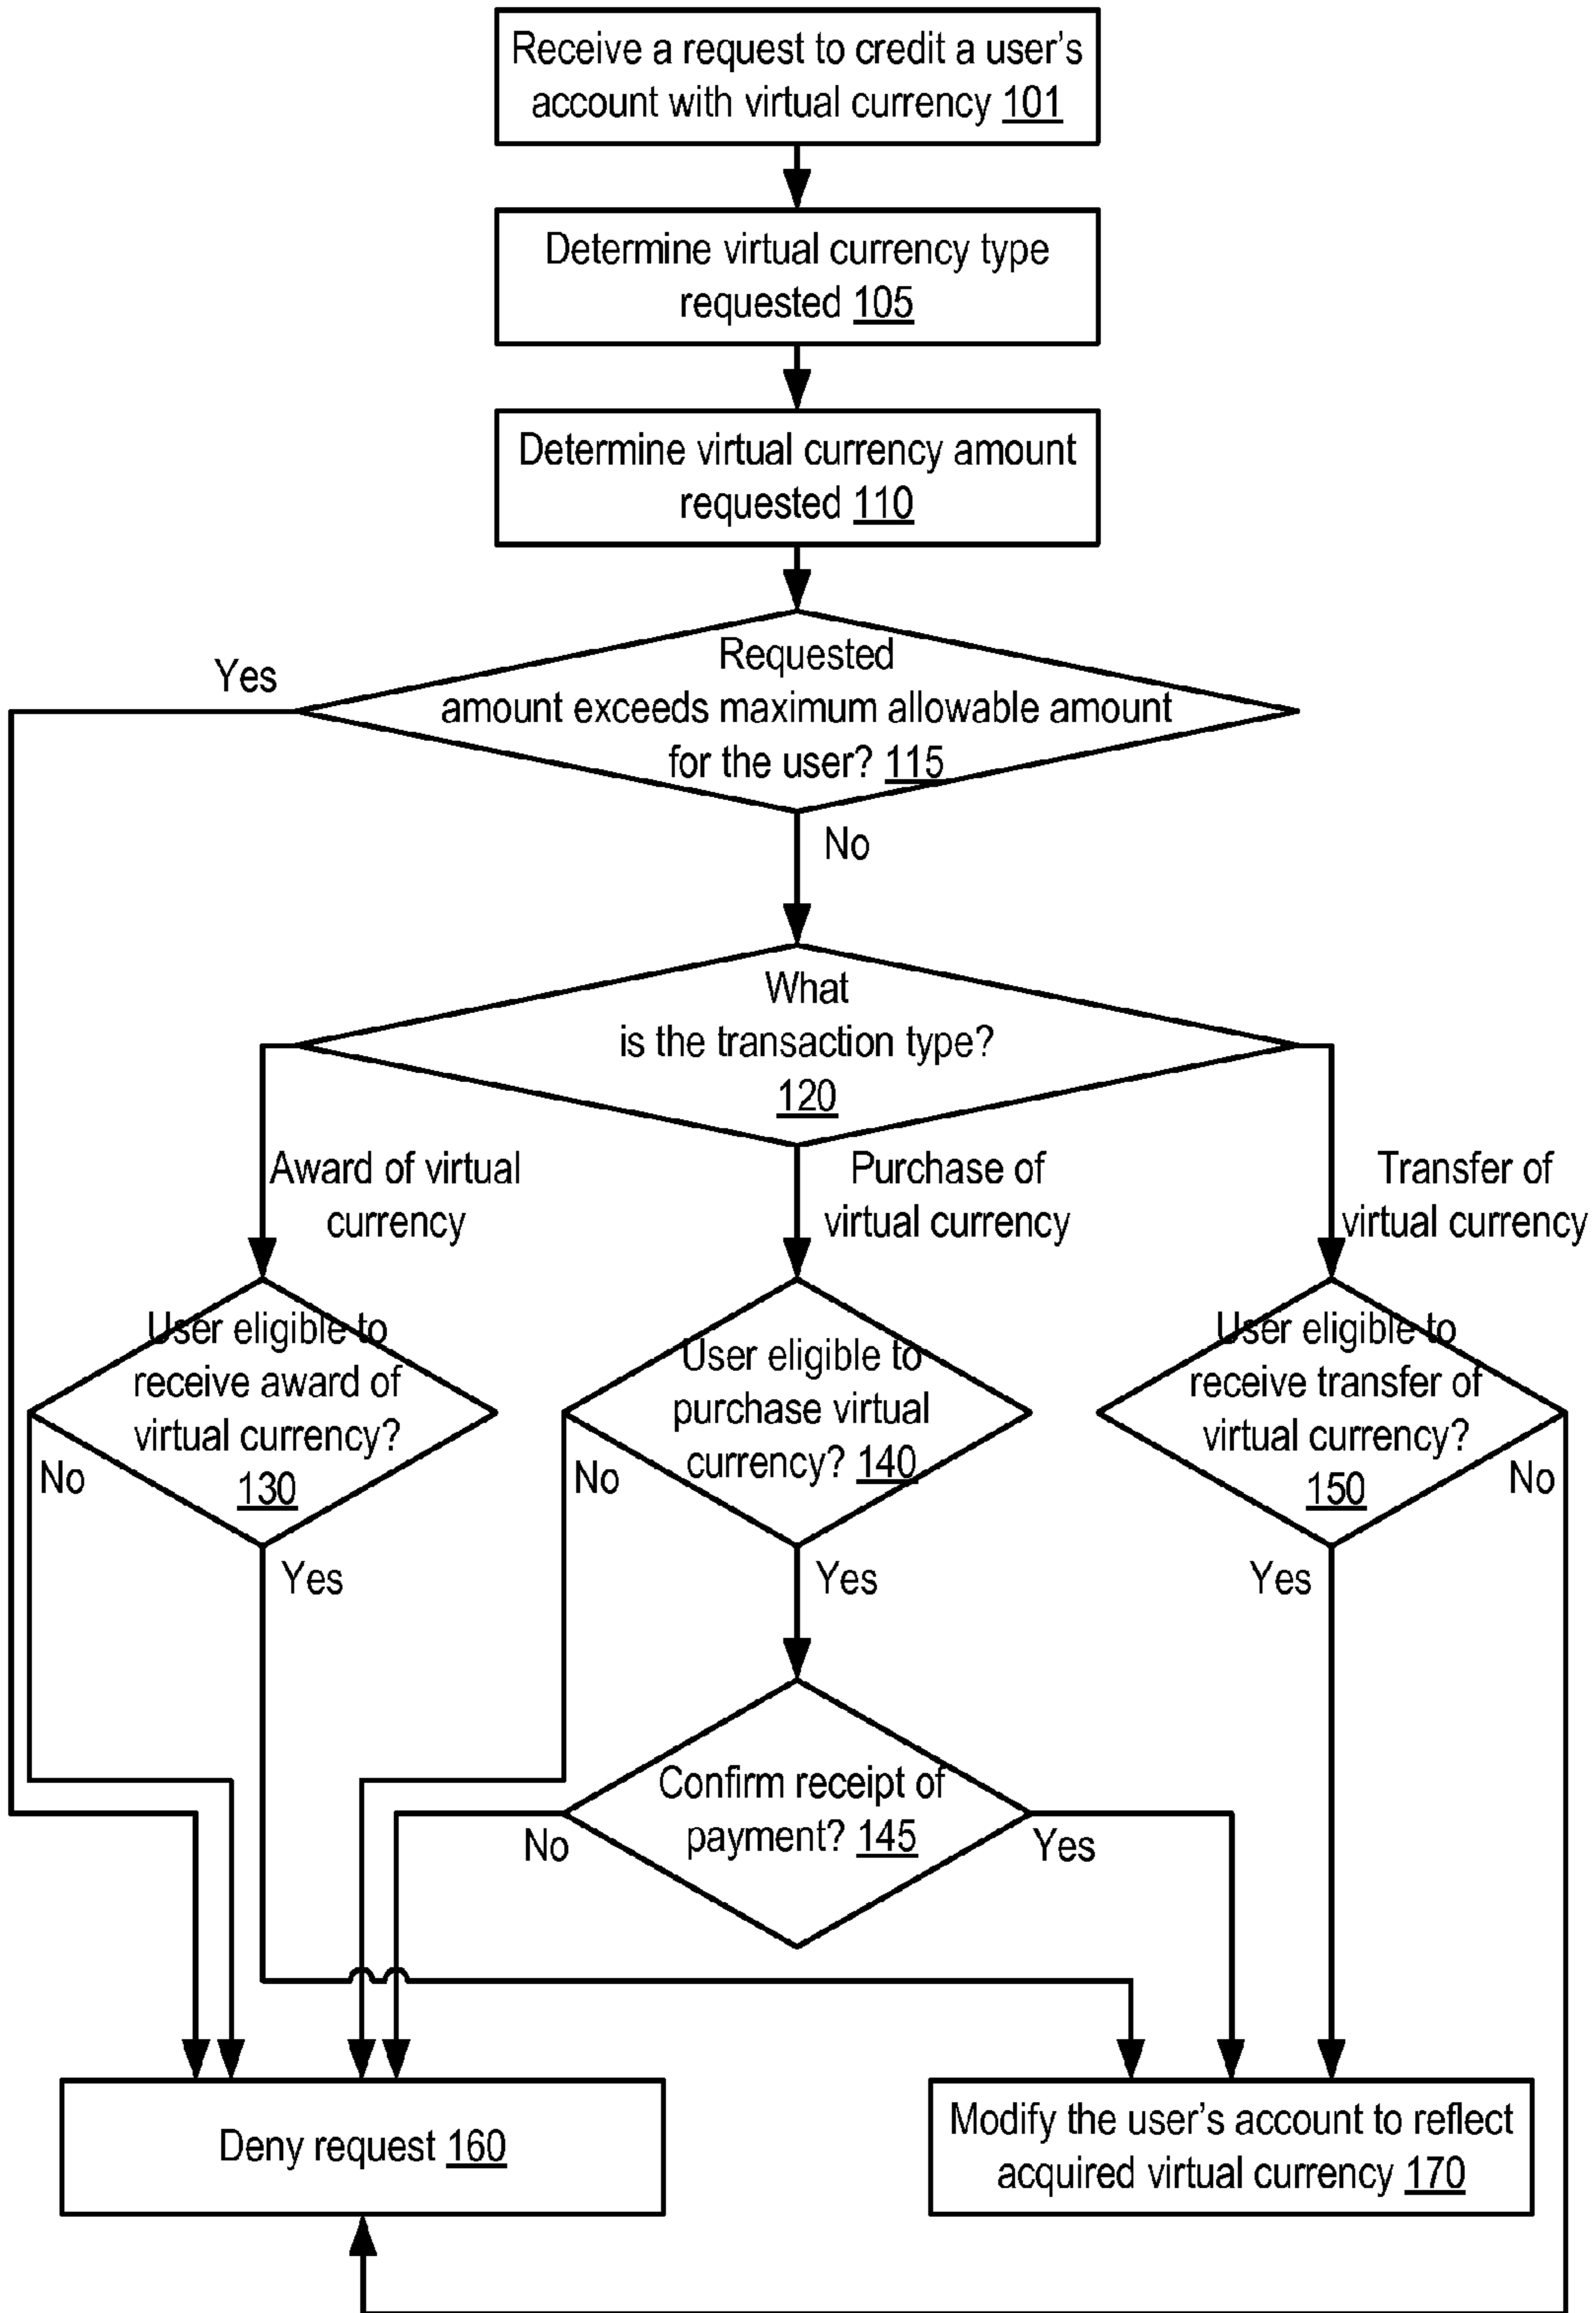 Receive a request to credit a user's
account with virtual currency 101
Determine virtual currency type
requested 105
Determine virtual currency amount
requested 110
Requested
amount exceeds maximum allowable amount
for the user? 115
Yes
No
What
is the transaction type?
120
Award of virtual
currency
Purchase of
virtual currency
Transfer of
virtual currency
User eligible to
receive award of
virtual currency?
130
No
Yes
User eligible to
purchase virtual
currency? 140
No
Yes
User eligible to
receive transfer of
virtual currency?
150
No
Yes
Confirm receipt of
payment? 145
No
Yes
Deny request 160
Modify the user's account to reflect
acquired virtual currency 170